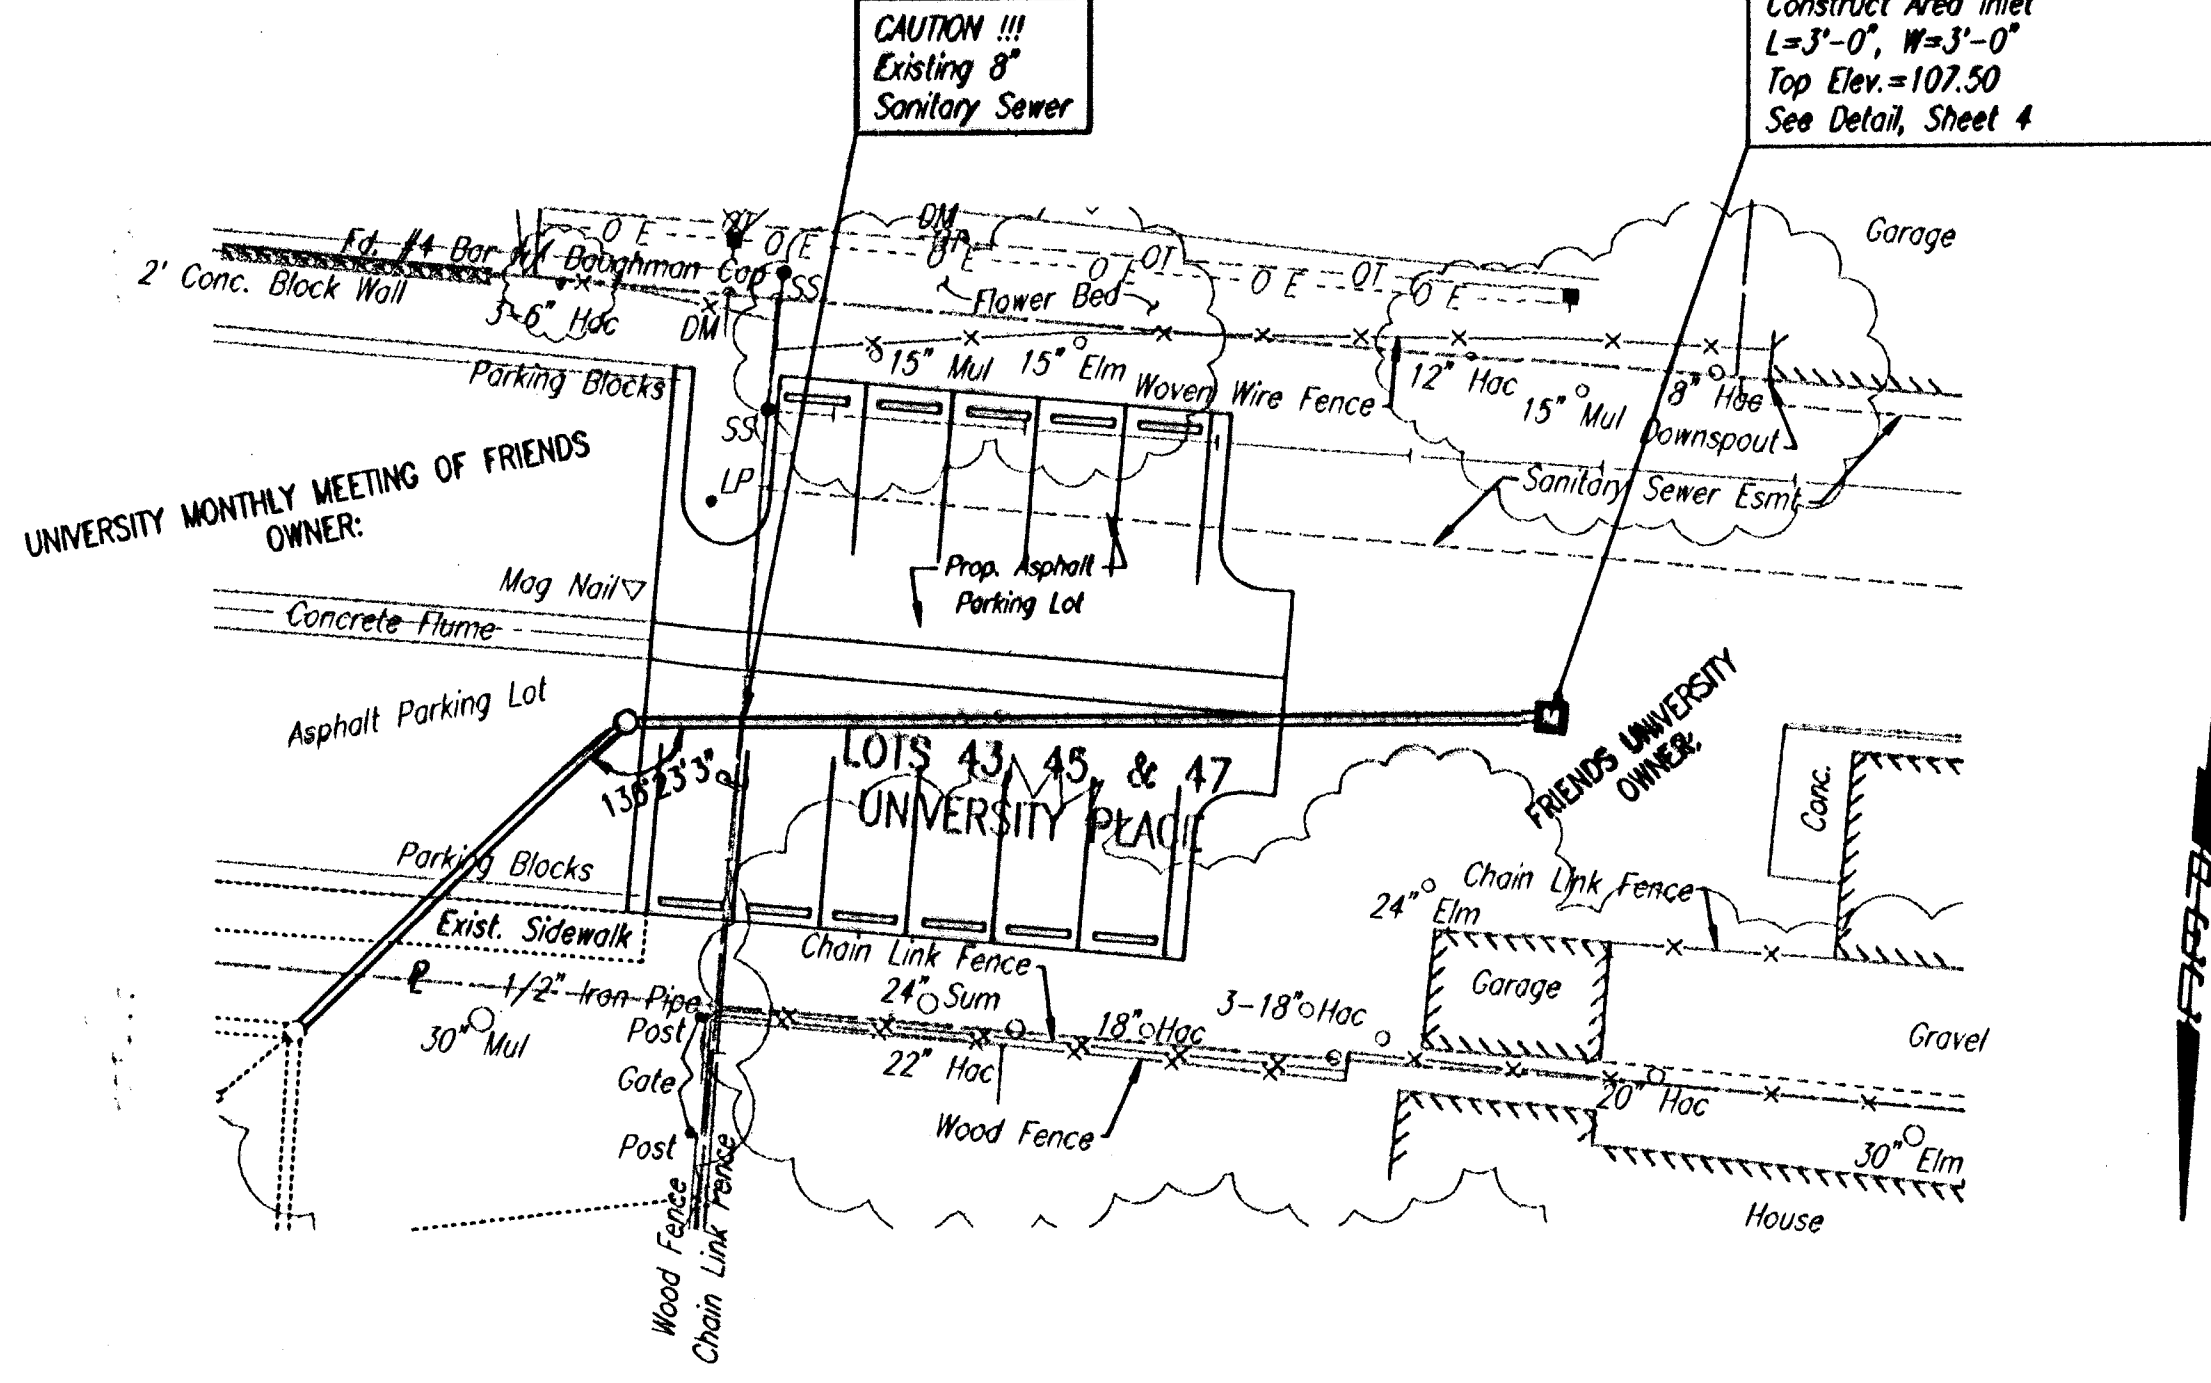 CAUTION !!!
Existing 8"
Sanitary Sewer
Construct Area Inlet
L=3'-0", W=3'-0"
Top Elev.=107.50
See Detail, Sheet 4
Garage
Fd. #4 Bar W/ Baughman Cap
2' Conc. Block Wall
3-6" Hac
DM
SS
O E
O E
DM
O E
O E
OT
O E
OT
O E
Flower Bed
15" Mul
15" Elm
Woven Wire Fence
12" Hac
15" Mul
8" Hac
Downspout
Parking Blocks
SS
LP
Sanitary Sewer Esmt
UNIVERSITY MONTHLY MEETING OF FRIENDS
OWNER:
Mag Nail
Prop. Asphalt
Parking Lot
Concrete Flume
Asphalt Parking Lot
LOTS 43, 45, & 47
UNIVERSITY PLACE
FRIENDS UNIVERSITY
OWNER:
Conc.
Parking Blocks
Exist. Sidewalk
Chain Link Fence
24" Elm
Chain Link Fence
Garage
Gravel
1/2" Iron Pipe
30" Mul
Post
Gate
Post
24" Sum
22" Hac
18" Hac
3-18" Hac
20" Hac
30" Elm
Wood Fence
House
Wood Fence
Chain Link Fence